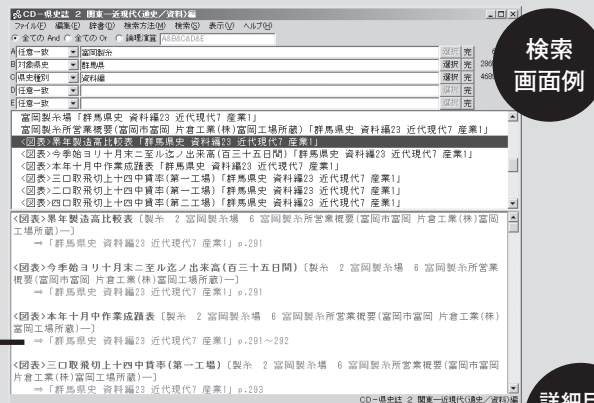 CD－県史誌 2 関東―近現代(通史／資料)編
ファイル(F) 編集(E) 辞書(D) 検索方法(M) 検索(S) 表示(V) ヘルプ(H)
全ての And 全ての Or 論理演算 A&B&C&D&E
A 任意一致 富岡製糸 選択 完
B 対象県史 群馬県 選択 完
C 県史種別 資料編 選択 完
D 任意一致 選択 完
E 任意一致 選択 完
検索
画面例
富岡製糸場「群馬県史 資料編23 近代現代7 産業1」
富岡製糸所営業概要(富岡市富岡 片倉工業(株)富岡工場所蔵)「群馬県史 資料編23 近代現代7 産業1」
<図表>累年製造高比較表「群馬県史 資料編23 近代現代7 産業1」
<図表>今季始ヨリ十月末ニ至ル迄ノ出来高(百三十五日間)「群馬県史 資料編23 近代現代7 産業1」
<図表>本年十月中作業成蹟表「群馬県史 資料編23 近代現代7 産業1」
<図表>三口取飛切上十四中貸率(第一工場)「群馬県史 資料編23 近代現代7 産業1」
<図表>二口取飛切上十四中貸率(第二工場)「群馬県史 資料編23 近代現代7 産業1」
<図表>四口取飛切上十四中貸率(第二工場)「群馬県史 資料編23 近代現代7 産業1」
<図表>累年製造高比較表〔製糸 2 富岡製糸場 6 富岡製糸所営業概要(富岡市富岡 片倉工業(株)富岡
工場所蔵)―〕
⇒「群馬県史 資料編23 近代現代7 産業1」p.291
<図表>今季始ヨリ十月末ニ至ル迄ノ出来高(百三十五日間)〔製糸 2 富岡製糸場 6 富岡製糸所営業
概要(富岡市富岡 片倉工業(株)富岡工場所蔵)―〕
⇒「群馬県史 資料編23 近代現代7 産業1」p.291
<図表>本年十月中作業成蹟表〔製糸 2 富岡製糸場 6 富岡製糸所営業概要(富岡市富岡 片倉工業(株)
富岡工場所蔵)―〕
⇒「群馬県史 資料編23 近代現代7 産業1」p.291～292
<図表>三口取飛切上十四中貸率(第一工場)〔製糸 2 富岡製糸場 6 富岡製糸所営業概要(富岡市富岡
片倉工業(株)富岡工場所蔵)―〕
⇒「群馬県史 資料編23 近代現代7 産業1」p.293
CD－県史誌 2 関東―近現代(通史／資料)編